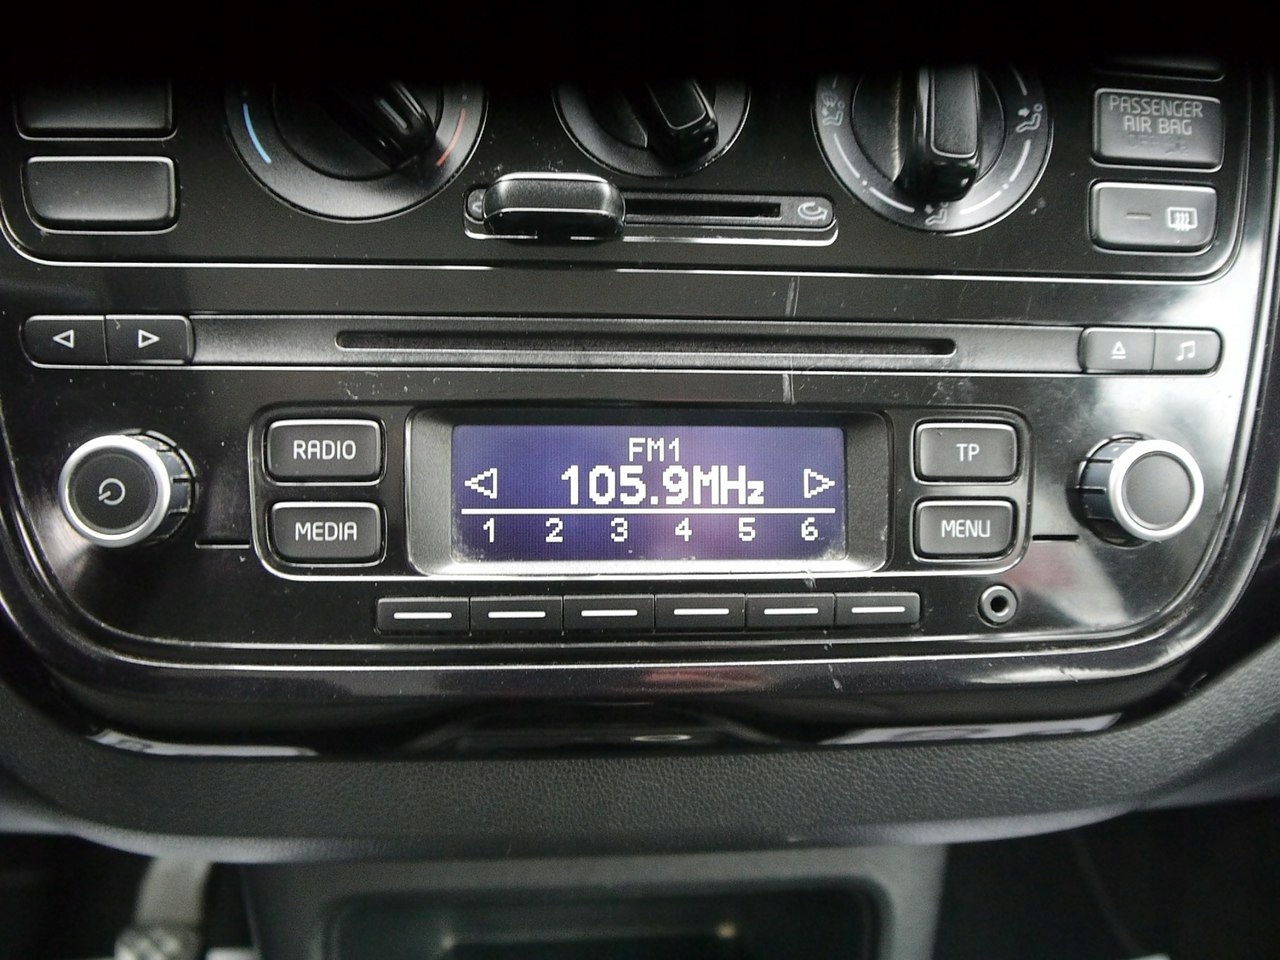 PASSENGER
AIR BAG
RADIO
MEDIA
FM1
105.9MHz
1 2 3 4 5 6
TP
MENU